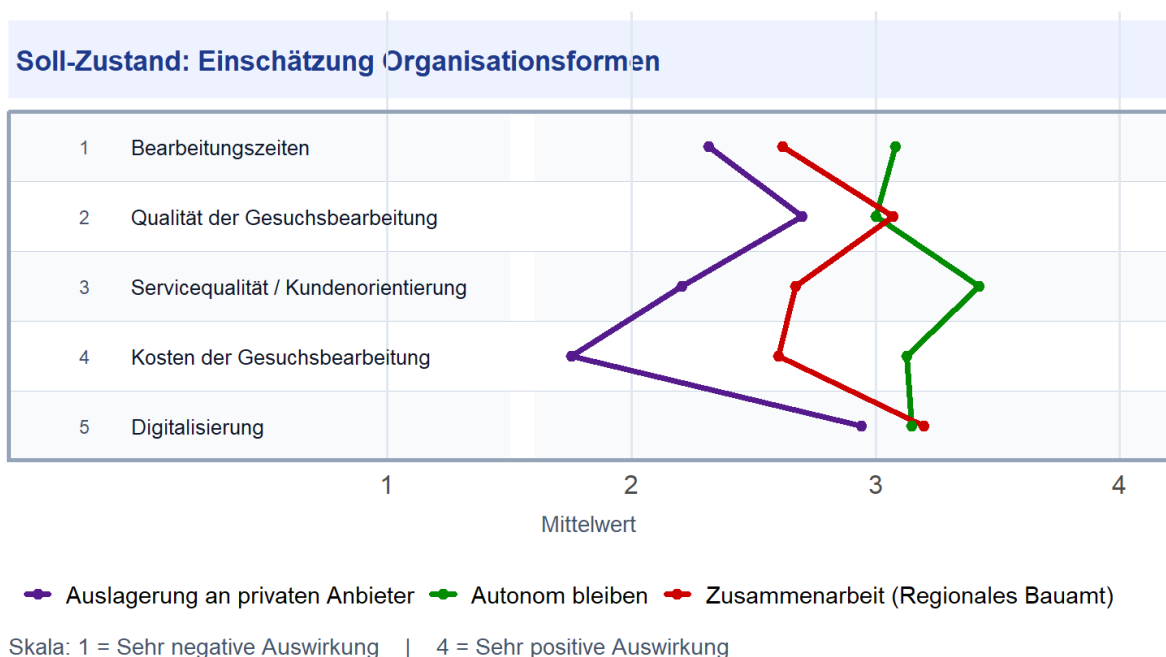 Soll-Zustand: Einschätzung Organisationsformen
1 Bearbeitungszeiten
2 Qualität der Gesuchsbearbeitung
3 Servicequalität / Kundenorientierung
4 Kosten der Gesuchsbearbeitung
5 Digitalisierung
1 2 3 4
Mittelwert
Auslagerung an privaten Anbieter Autonom bleiben Zusammenarbeit (Regionales Bauamt)
Skala: 1 = Sehr negative Auswirkung | 4 = Sehr positive Auswirkung